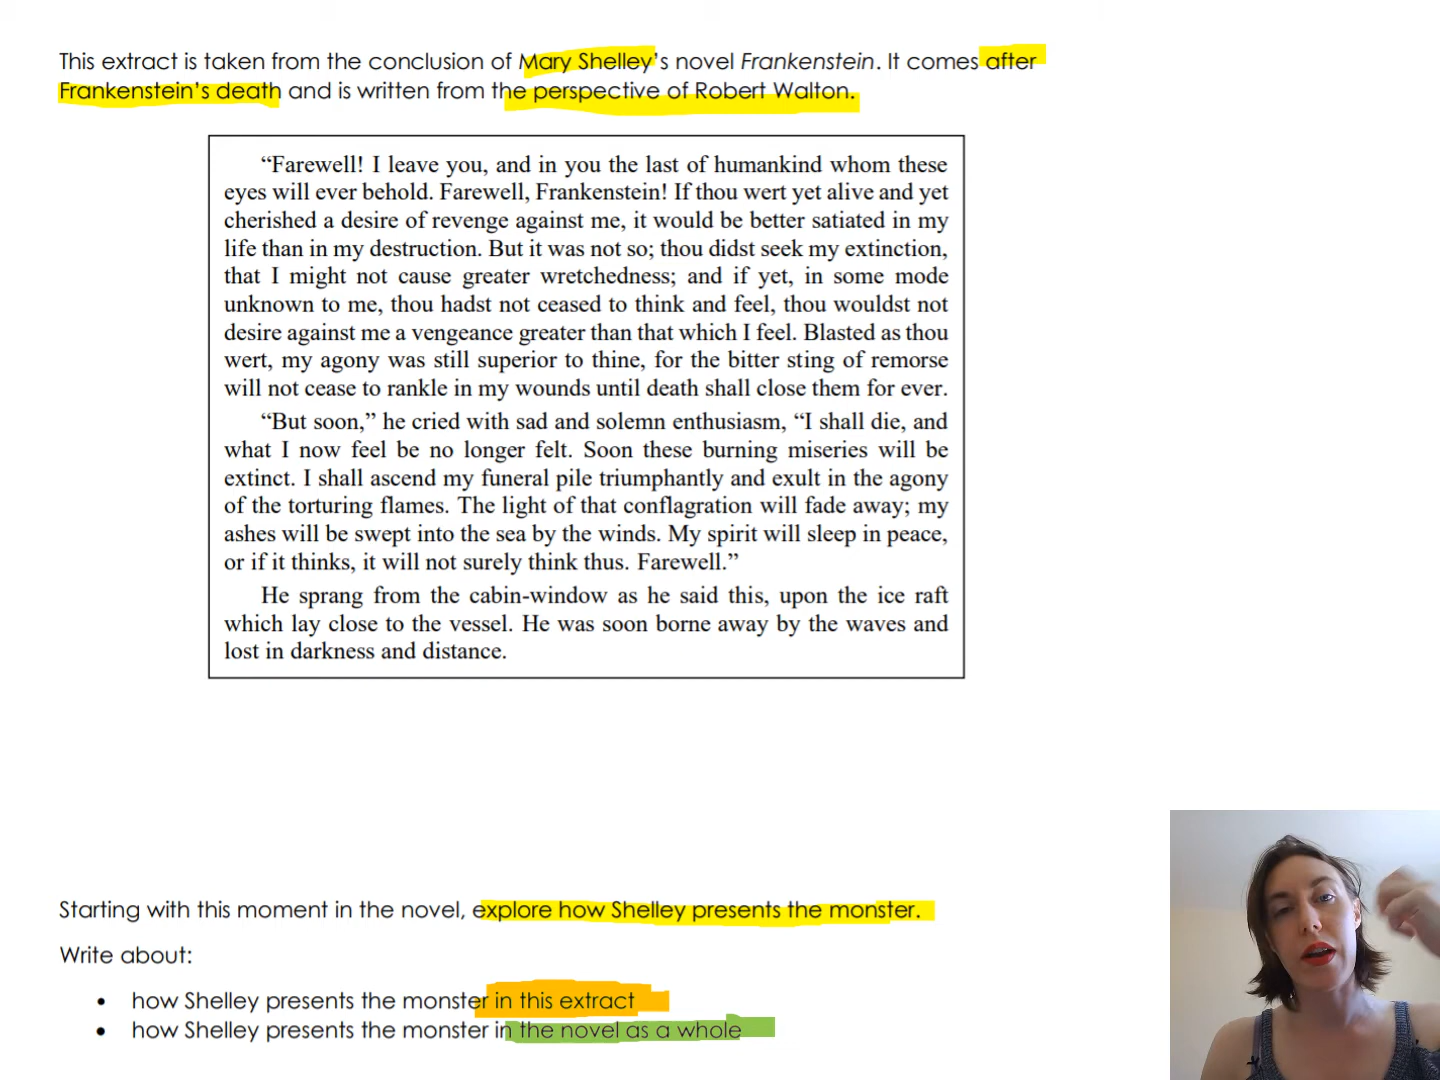 This extract is taken from the conclusion of Mary Shelley's novel Frankenstein. It comes after
Frankenstein's death and is written from the perspective of Robert Walton.
“Farewell! I leave you, and in you the last of humankind whom these
eyes will ever behold. Farewell, Frankenstein! If thou wert yet alive and yet
cherished a desire of revenge against me, it would be better satiated in my
life than in my destruction. But it was not so; thou didst seek my extinction,
that I might not cause greater wretchedness; and if yet, in some mode
unknown to me, thou hadst not ceased to think and feel, thou wouldst not
desire against me a vengeance greater than that which I feel. Blasted as thou
wert, my agony was still superior to thine, for the bitter sting of remorse
will not cease to rankle in my wounds until death shall close them for ever.
“But soon,” he cried with sad and solemn enthusiasm, “I shall die, and
what I now feel be no longer felt. Soon these burning miseries will be
extinct. I shall ascend my funeral pile triumphantly and exult in the agony
of the torturing flames. The light of that conflagration will fade away; my
ashes will be swept into the sea by the winds. My spirit will sleep in peace,
or if it thinks, it will not surely think thus. Farewell.”
He sprang from the cabin-window as he said this, upon the ice raft
which lay close to the vessel. He was soon borne away by the waves and
lost in darkness and distance.
Starting with this moment in the novel, explore how Shelley presents the monster.
Write about:
• how Shelley presents the monster in this extract
• how Shelley presents the monster in the novel as a whole